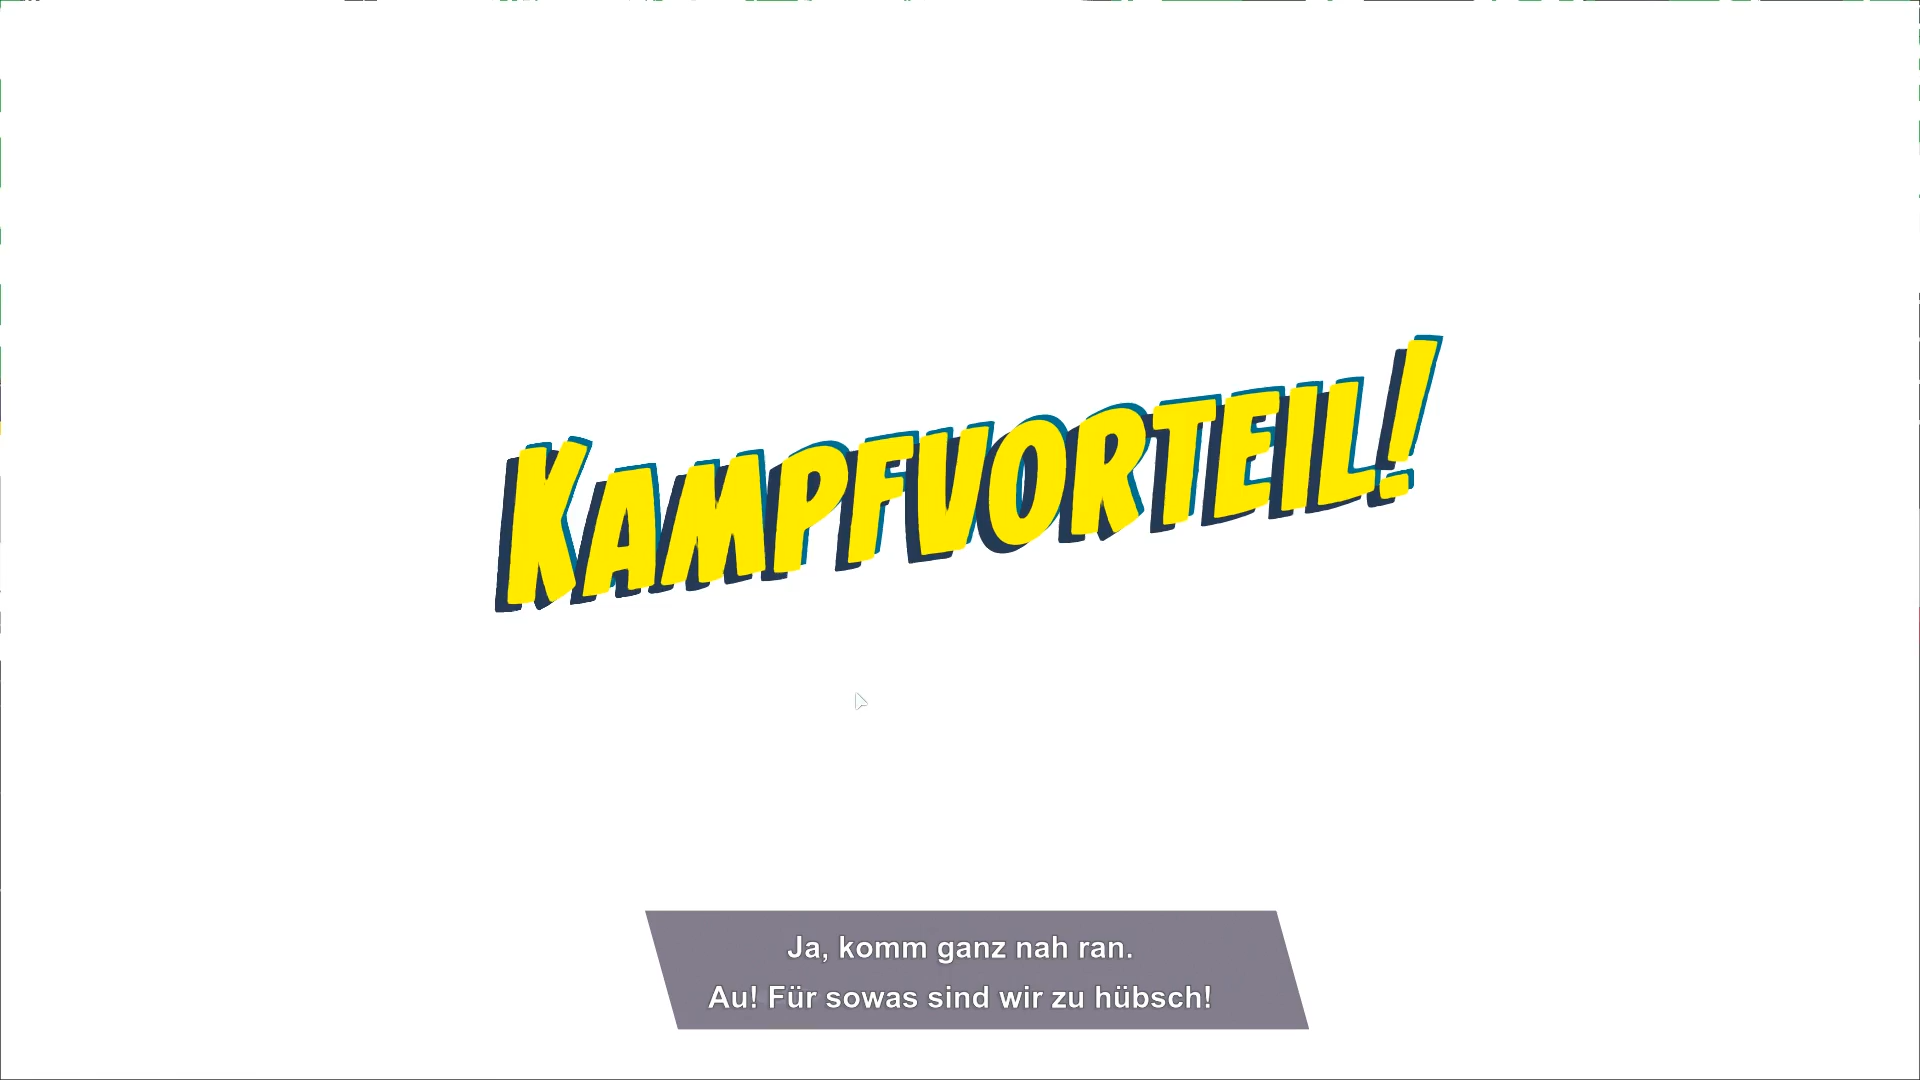 KAMPFVORTEIL!
Ja, komm ganz nah ran.
Au! Für sowas sind wir zu hübsch!